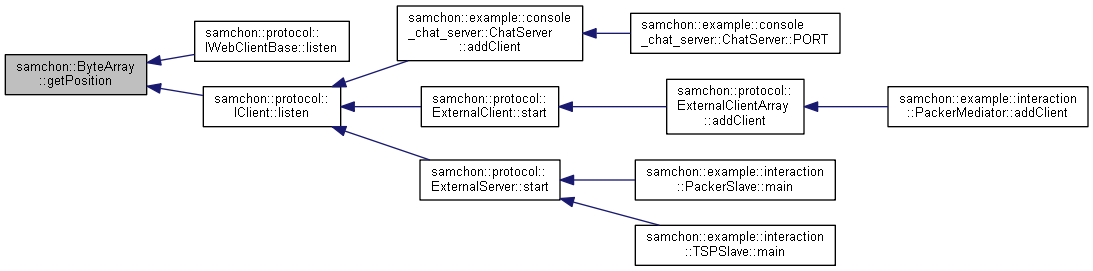 samchon::ByteArray
::getPosition
samchon::protocol::
IWebClientBase::listen
samchon::protocol::
IClient::listen
samchon::example::console
_chat_server::ChatServer
::addClient
samchon::example::console
_chat_server::ChatServer::PORT
samchon::protocol::
ExternalClient::start
samchon::protocol::
ExternalClientArray
::addClient
samchon::example::interaction
::PackerMediator::addClient
samchon::protocol::
ExternalServer::start
samchon::example::interaction
::PackerSlave::main
samchon::example::interaction
::TSPSlave::main